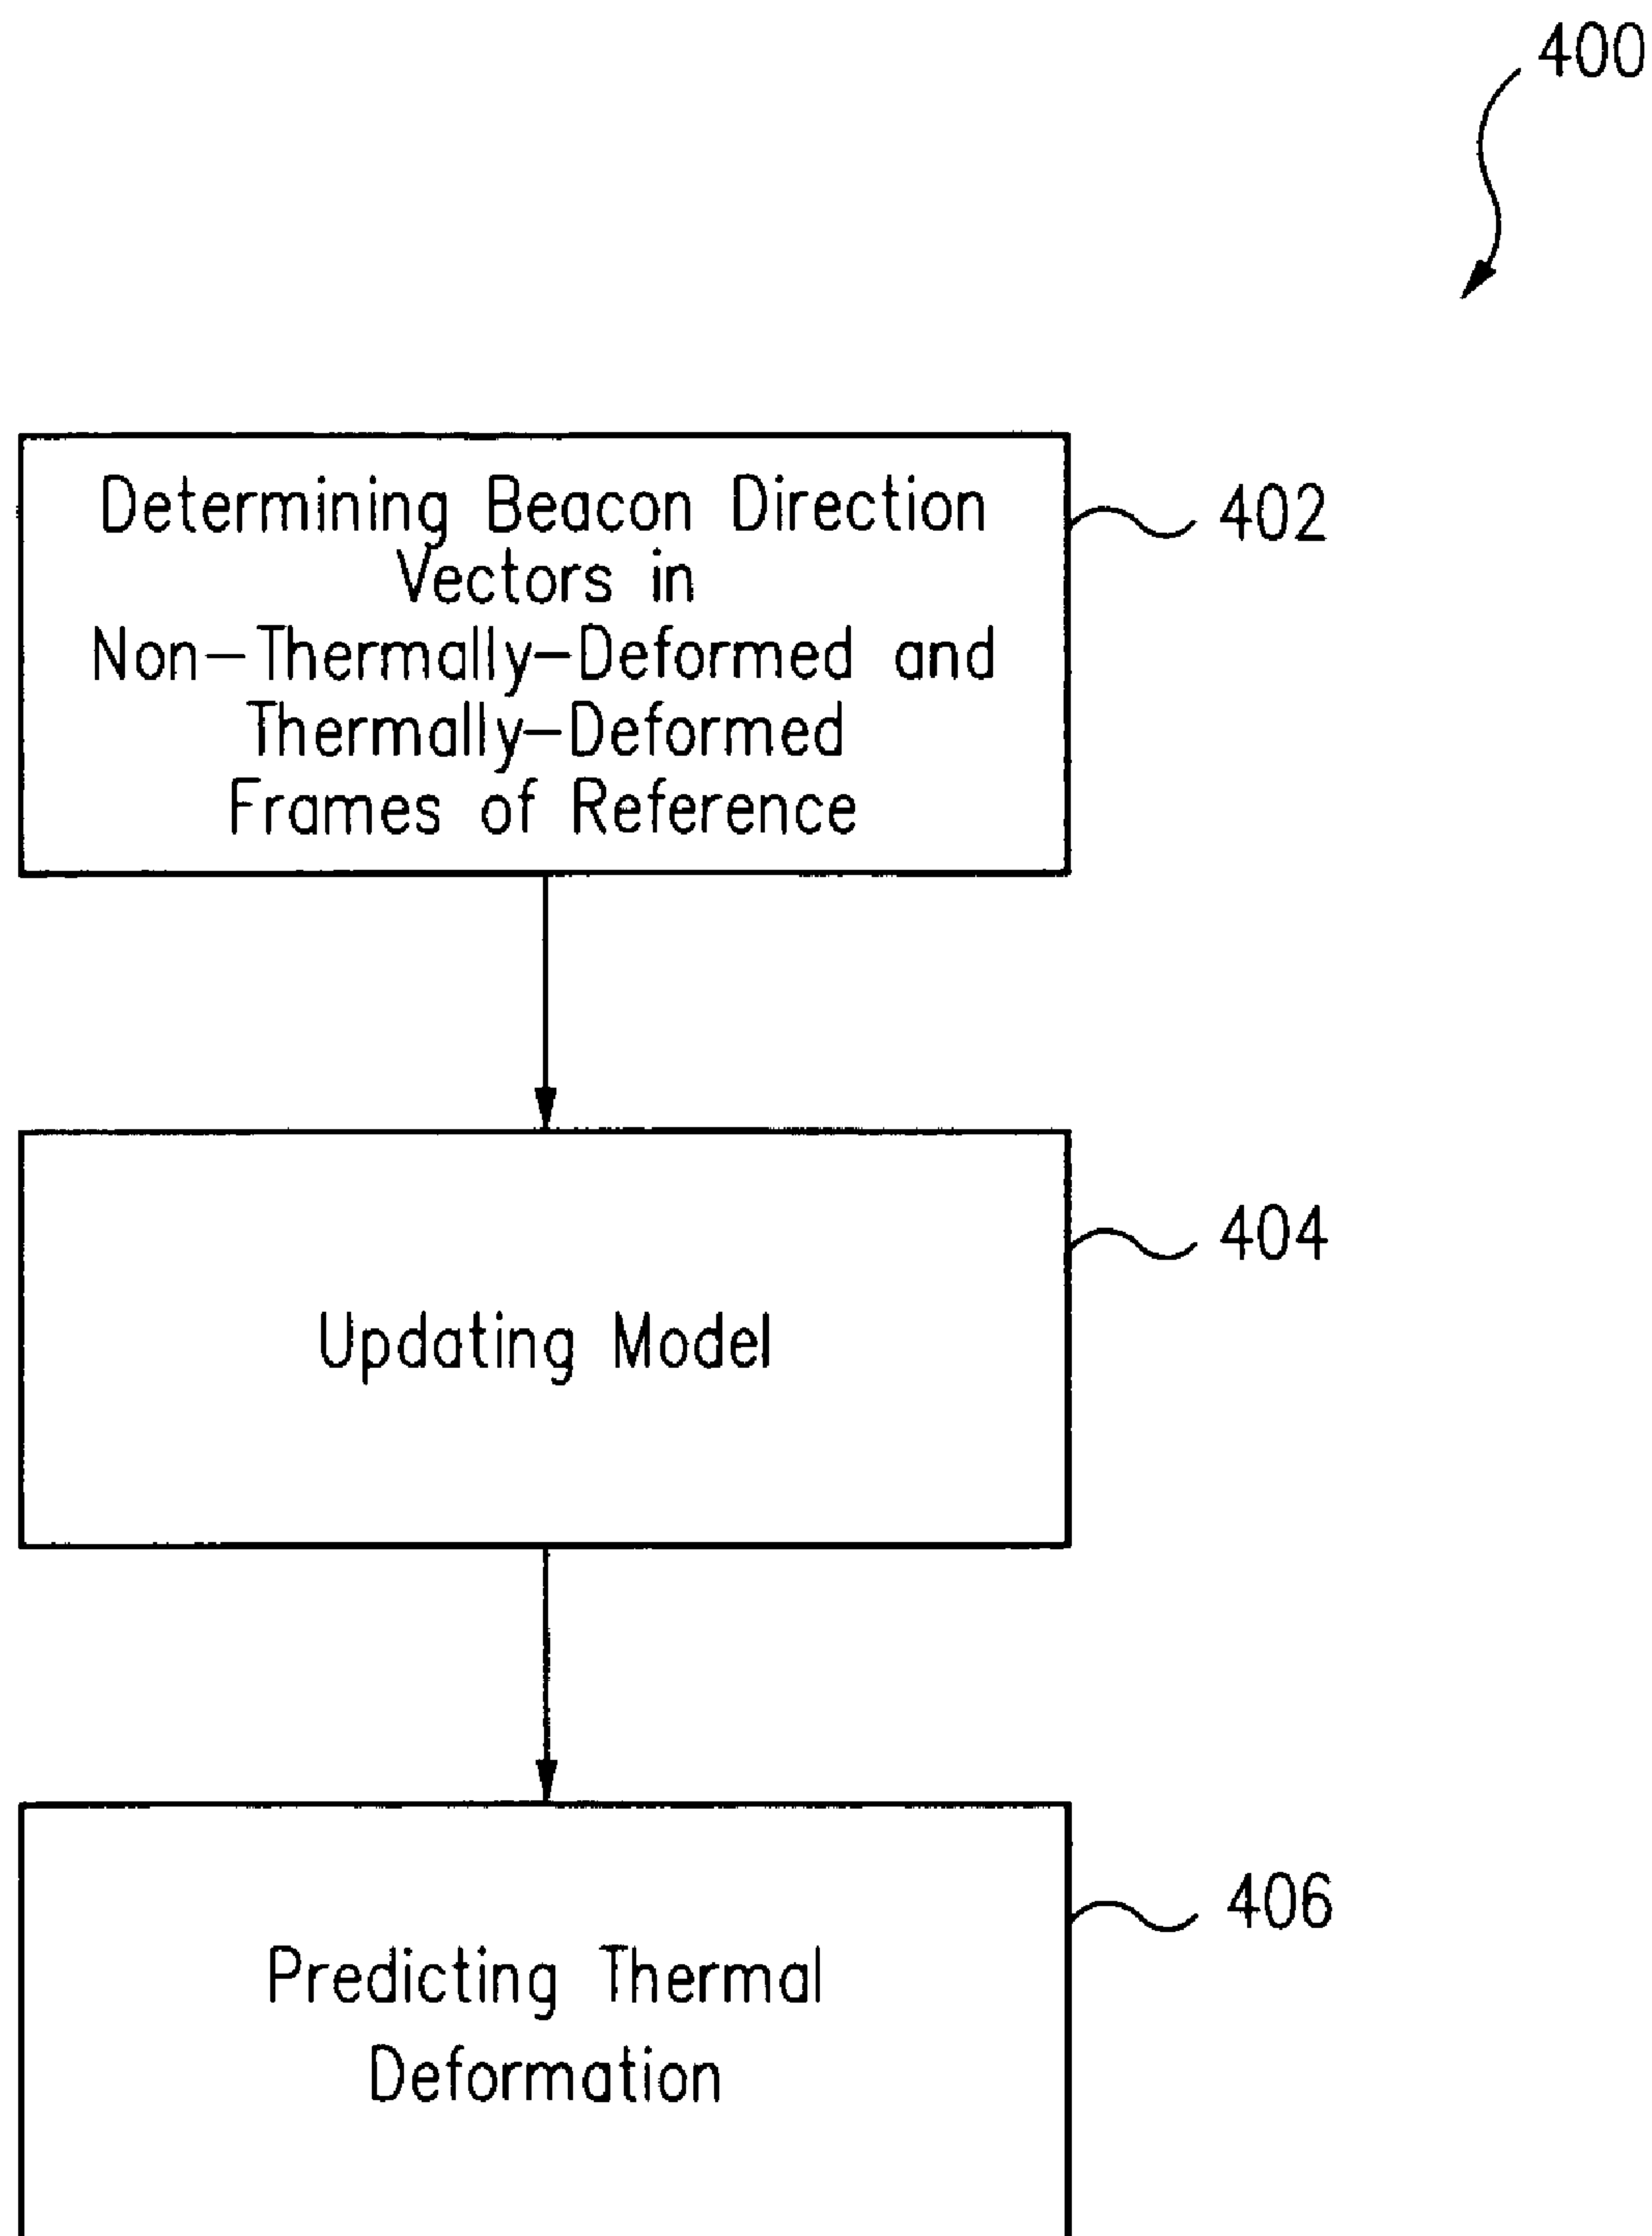 400
Determining Beacon Direction
Vectors in
Non-Thermally-Deformed and
Thermally-Deformed
Frames of Reference
402
Updating Model
404
Predicting Thermal
Deformation
406